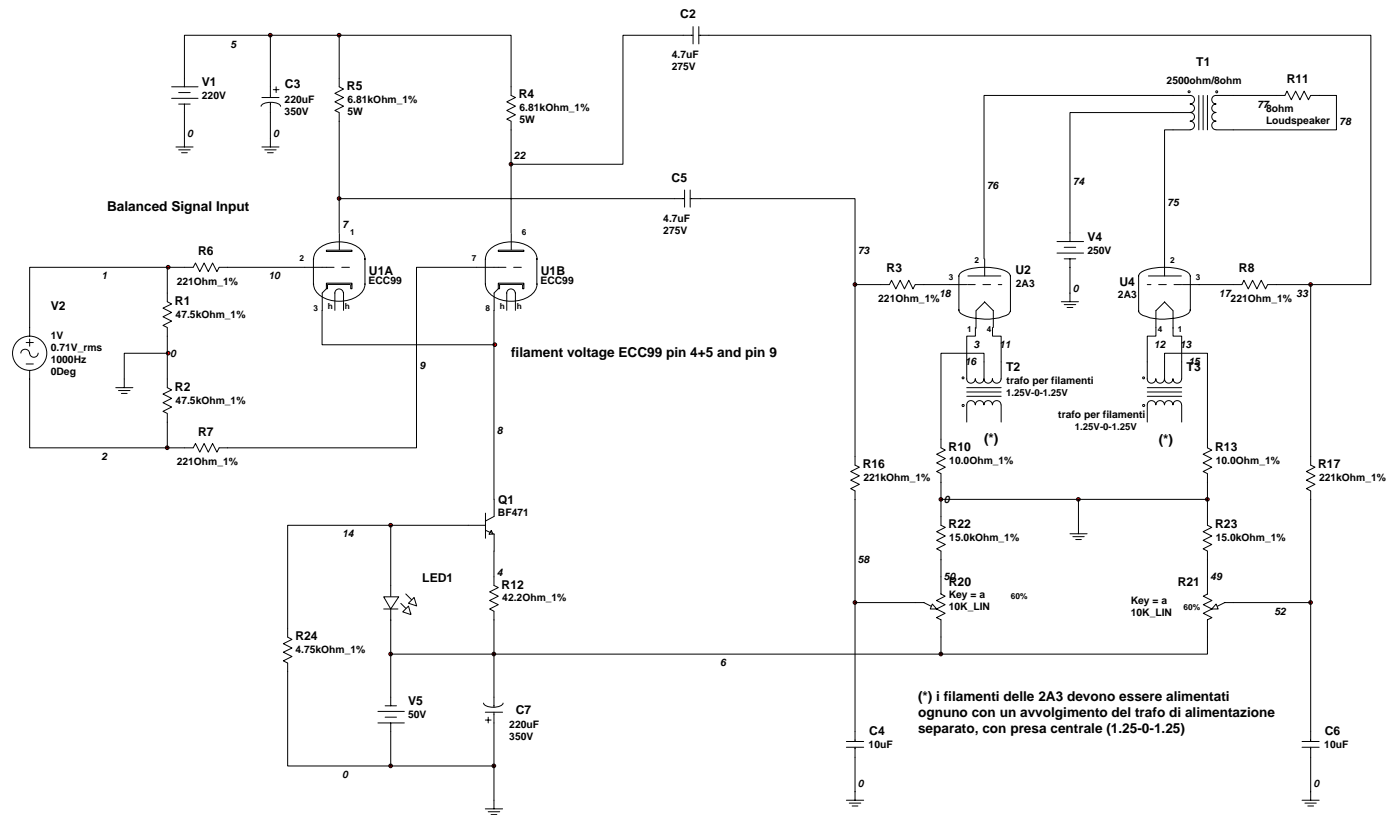 C2
4.7uF
275V
5
V1
220V
0
C3
220uF
350V
+
0
R5
6.81kOhm_1%
5W
R4
6.81kOhm_1%
5W
22
T1
2500ohm/8ohm
R11
77
8ohm
Loudspeaker
78
C5
4.7uF
275V
76
74
75
Balanced Signal Input
7
1
6
V4
250V
0
73
1
R6
221Ohm_1%
10
2
U1A
ECC99
3
h
h
7
U1B
ECC99
8
h
h
R3
221Ohm_1%
18
3
2
U2
2A3
1
4
3
11
16
2
3
U4
2A3
R8
17
221Ohm_1%
33
4
1
12
13
15
V2
1V
0.71V_rms
1000Hz
0Deg
R1
47.5kOhm_1%
0
R2
47.5kOhm_1%
9
filament voltage ECC99 pin 4+5 and pin 9
T2
trafo per filamenti
1.25V-0-1.25V
T3
trafo per filamenti
1.25V-0-1.25V
(*)
(*)
2
R7
221Ohm_1%
8
R16
221kOhm_1%
R10
10.0Ohm_1%
R13
10.0Ohm_1%
R17
221kOhm_1%
0
Q1
BF471
14
R22
15.0kOhm_1%
R23
15.0kOhm_1%
58
LED1
4
R12
42.2Ohm_1%
50
R20
Key = a
10K_LIN
60%
49
R21
Key = a
10K_LIN
60%
52
R24
4.75kOhm_1%
6
V5
50V
C7
220uF
350V
+
(*) i filamenti delle 2A3 devono essere alimentati
ognuno con un avvolgimento del trafo di alimentazione
separato, con presa centrale (1.25-0-1.25)
C4
10uF
0
C6
10uF
0
0